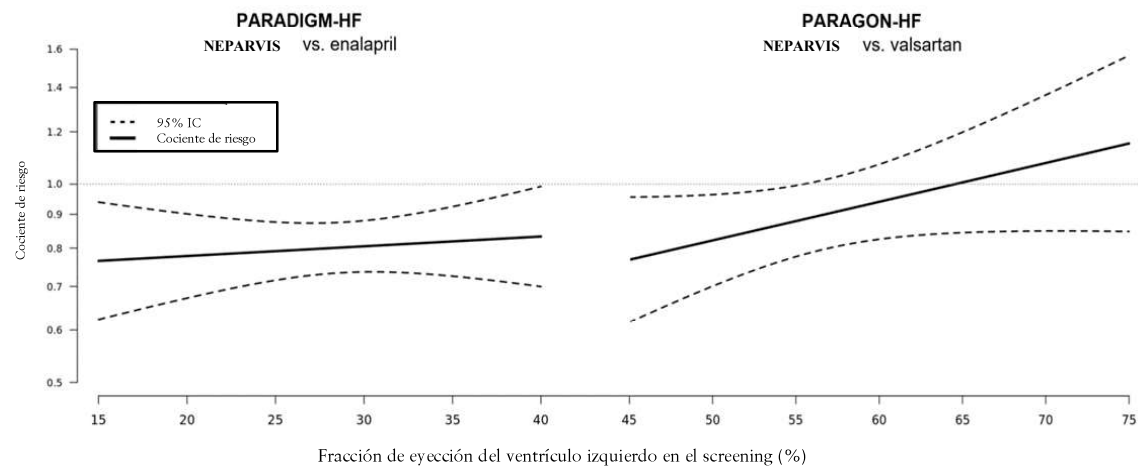 PARADIGM-HF
NEPARVIS vs. enalapril
PARAGON-HF
NEPARVIS vs. valsartan
1.6
1.4
1.2
1.0
0.9
0.8
0.7
0.6
0.5
Cociente de riesgo
95% IC
Cociente de riesgo
15 20 25 30 35 40 45 50 55 60 65 70 75
Fracción de eyección del ventrículo izquierdo en el screening (%)